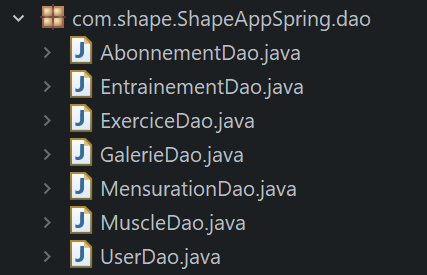 com.shape.ShapeAppSpring.dao
J AbonnementDao.java
J EntrainementDao.java
J ExerciceDao.java
J GalerieDao.java
J MensurationDao.java
J MuscleDao.java
J UserDao.java